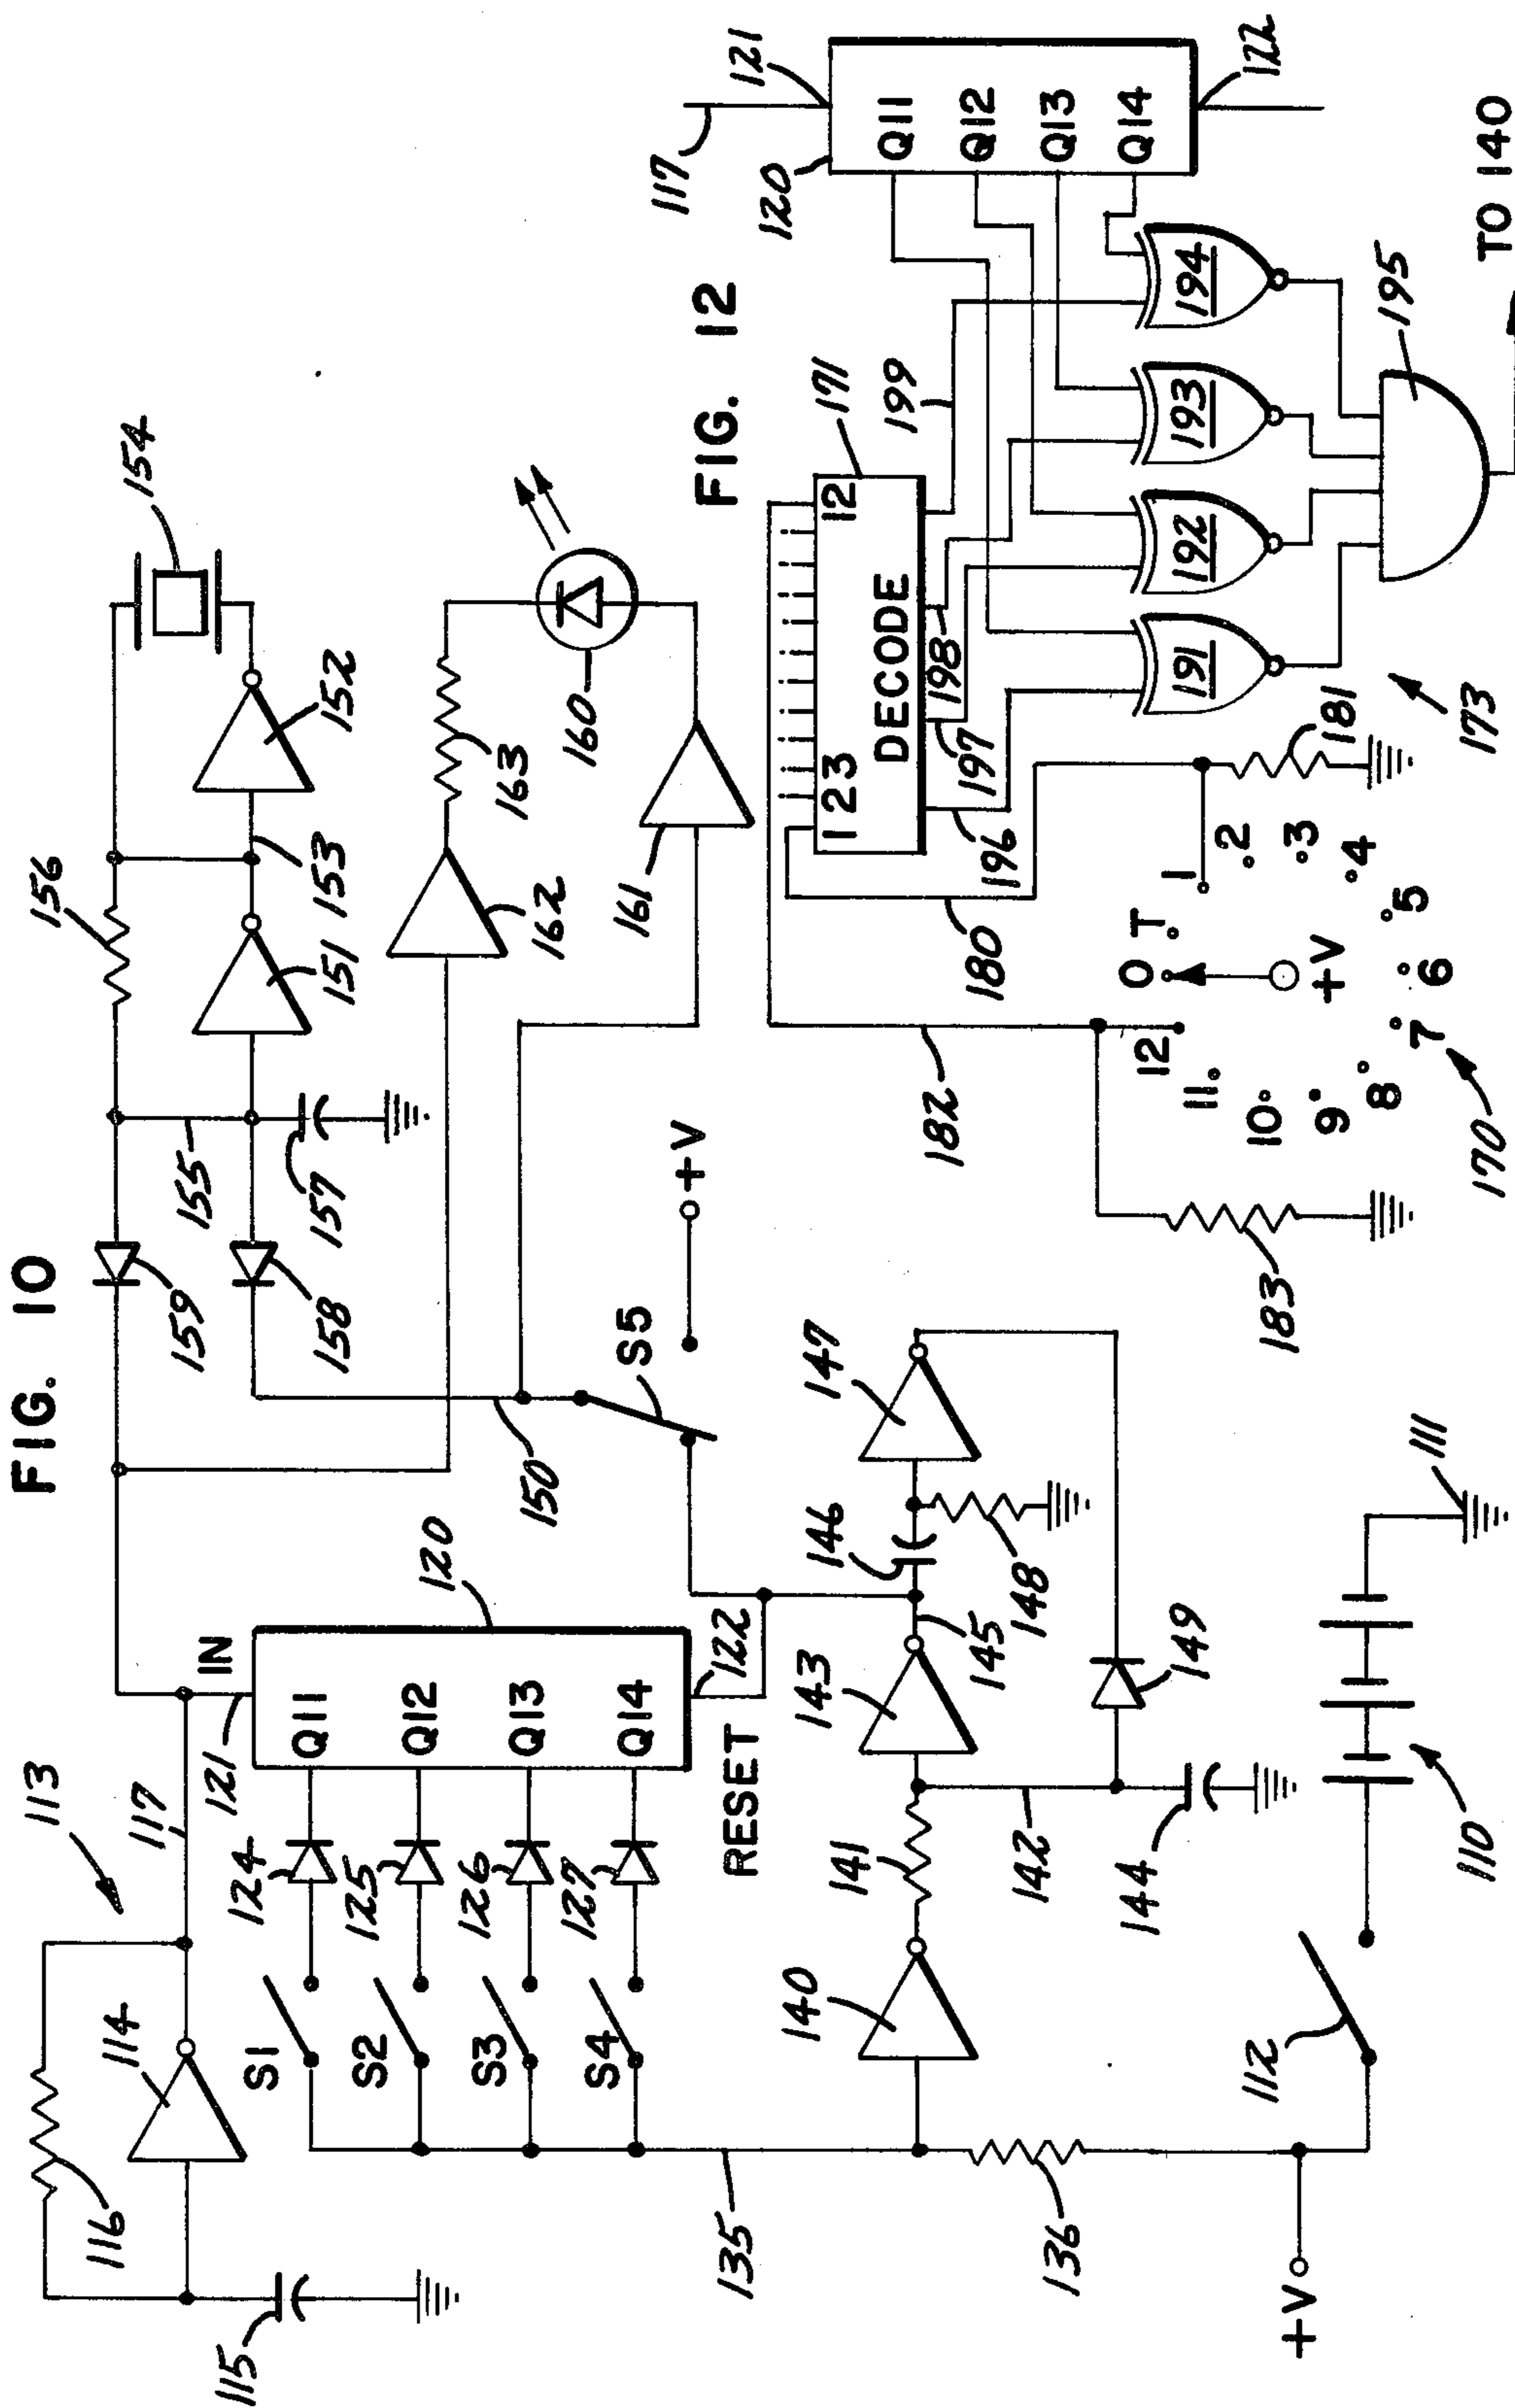 FIG. 10
113
116
114
115
117
121
IN
120
Q11
Q12
Q13
Q14
S1
S2
S3
S4
124
125
126
127
RESET
122
135
136
+V
112
110
111
140
141
142
143
144
145
146
147
148
149
150
S5
+V
151
152
153
154
155
156
157
158
159
160
161
162
163
FIG. 12
117
121
120
Q11
Q12
Q13
Q14
122
171
1 2 3
12
DECODE
196
197
198
199
191
192
193
194
195
173
TO 140
180
181
182
183
170
O
T
1
2
3
4
5
6
7
8
9
10
11
12
+V